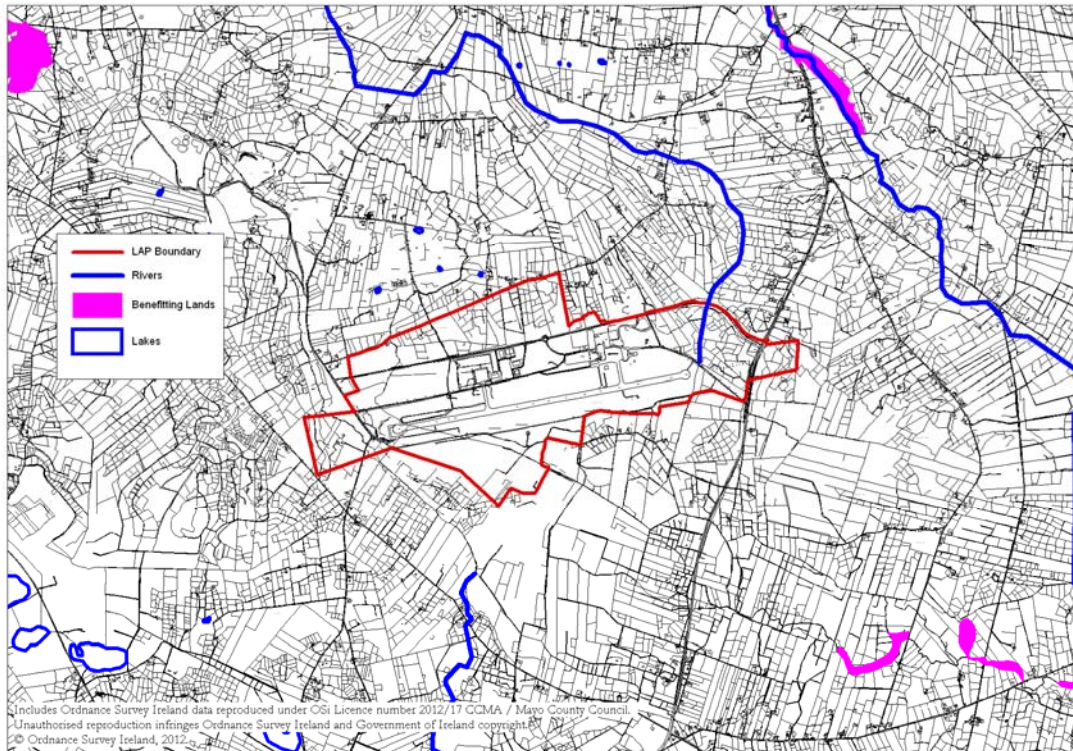 LAP Boundary
Rivers
Benefitting Lands
Lakes
Includes Ordnance Survey Ireland data reproduced under OSi Licence number 2012/17 CCMA / Mayo County Council.
Unauthorised reproduction infringes Ordnance Survey Ireland and Government of Ireland copyright.
© Ordnance Survey Ireland, 2012